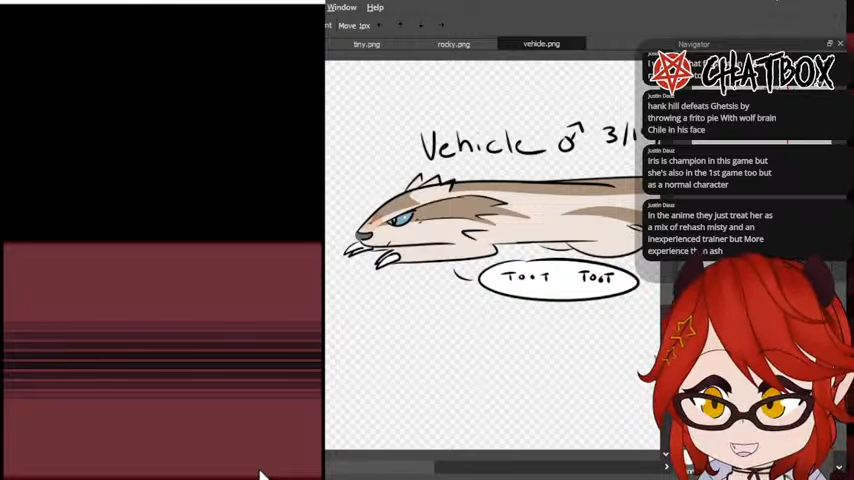 Window Help
Move 1px
tiny.png rocky.png vehicle.png
Navigator
CHATBOX
Vehicle ♂ 3/1
TOOT TOOT
Justin Dauz
hank hill defeats Ghetsis by
throwing a frito pie With wolf brain
Chile in his face
Justin Dauz
Iris is champion in this game but
she's also in the 1st game too but
as a normal character
Justin Dauz
In the anime they just treat her as
a mix of rehash misty and an
inexperienced trainer but More
experience than ash